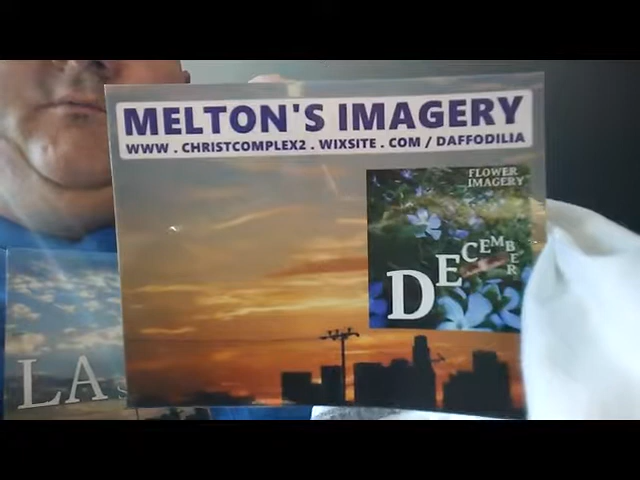 MELTON'S IMAGERY
WWW . CHRISTCOMPLEX2 . WIXSITE . COM / DAFFODILIA
FLOWER
IMAGERY
DECEMBER
LA